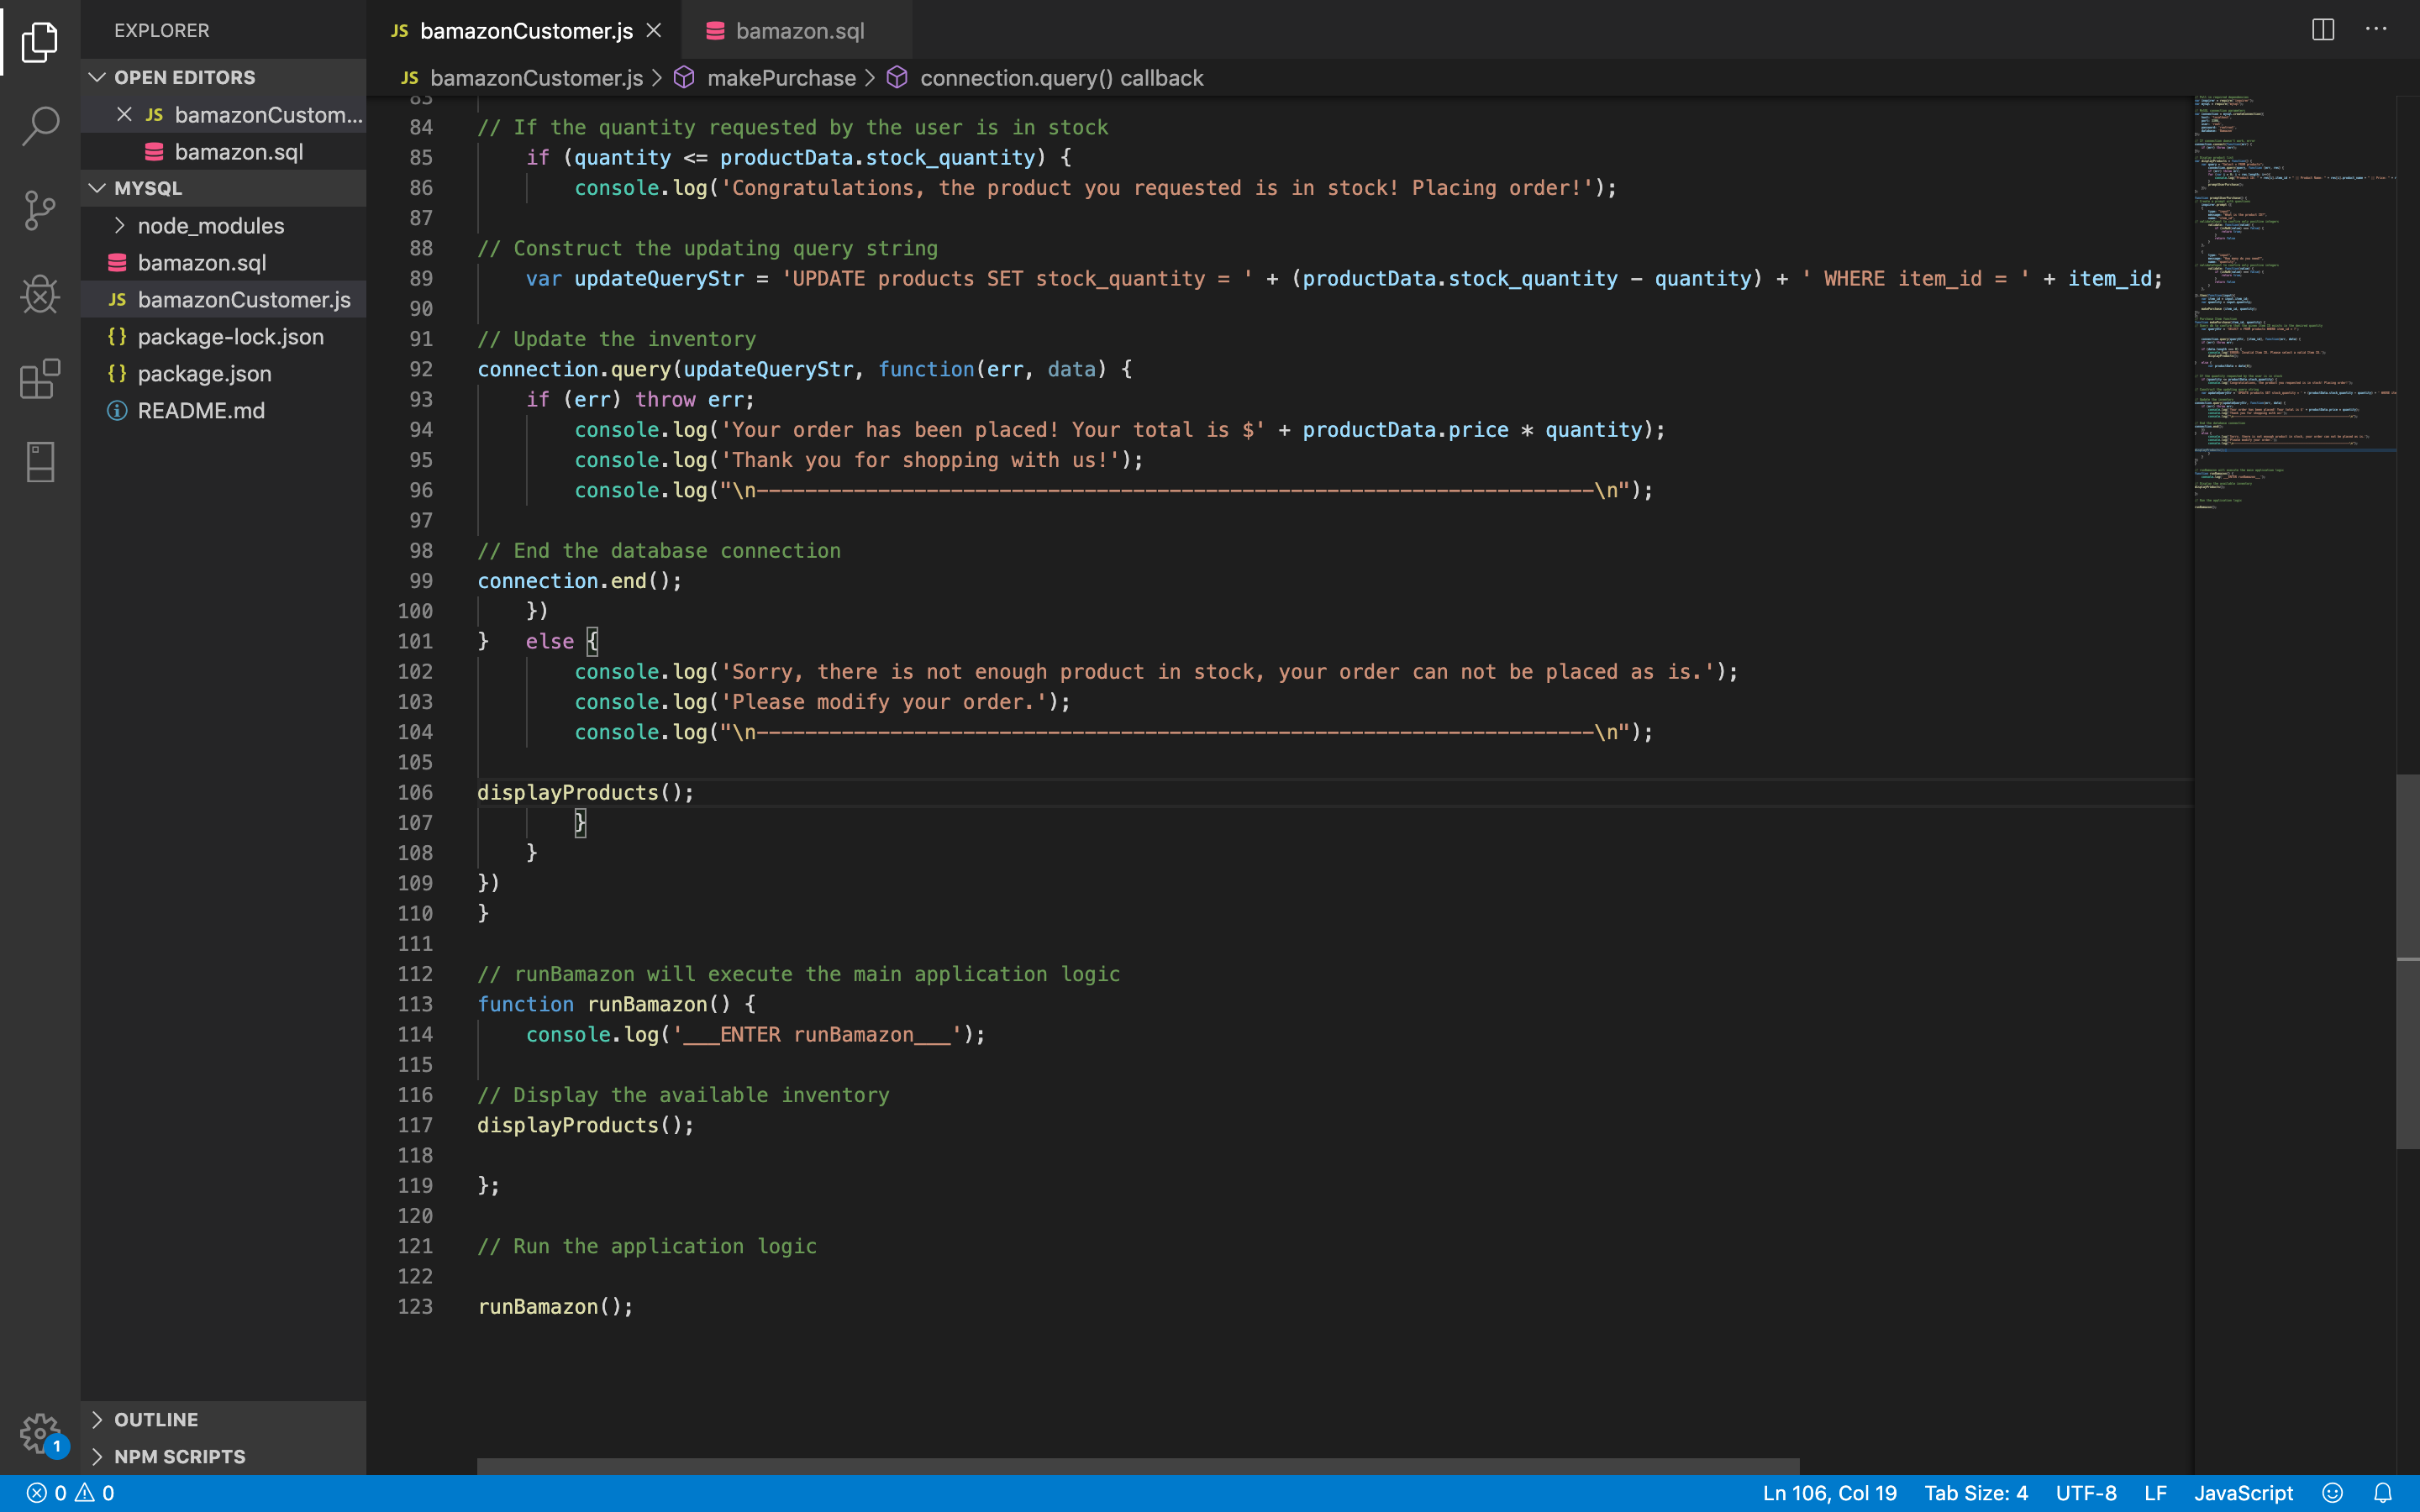 EXPLORER
OPEN EDITORS
JS bamazonCustom...
bamazon.sql
MYSQL
node_modules
bamazon.sql
JS bamazonCustomer.js
{} package-lock.json
{} package.json
README.md
OUTLINE
NPM SCRIPTS
1
JS bamazonCustomer.js
bamazon.sql
JS bamazonCustomer.js > makePurchase > connection.query() callback
83
84 // If the quantity requested by the user is in stock
85 if (quantity <= productData.stock_quantity) {
86 console.log('Congratulations, the product you requested is in stock! Placing order!');
87
88 // Construct the updating query string
89 var updateQueryStr = 'UPDATE products SET stock_quantity = ' + (productData.stock_quantity - quantity) + ' WHERE item_id = ' + item_id;
90
91 // Update the inventory
92 connection.query(updateQueryStr, function(err, data) {
93 if (err) throw err;
94 console.log('Your order has been placed! Your total is $' + productData.price * quantity);
95 console.log('Thank you for shopping with us!');
96 console.log("\n---------------------------------------------------------------------\n");
97
98 // End the database connection
99 connection.end();
100 })
101 } else {
102 console.log('Sorry, there is not enough product in stock, your order can not be placed as is.');
103 console.log('Please modify your order.');
104 console.log("\n---------------------------------------------------------------------\n");
105
106 displayProducts();
107 }
108 }
109 })
110 }
111
112 // runBamazon will execute the main application logic
113 function runBamazon() {
114 console.log('___ENTER runBamazon___');
115
116 // Display the available inventory
117 displayProducts();
118
119 };
120
121 // Run the application logic
122
123 runBamazon();
0 0
Ln 106, Col 19 Tab Size: 4 UTF-8 LF JavaScript